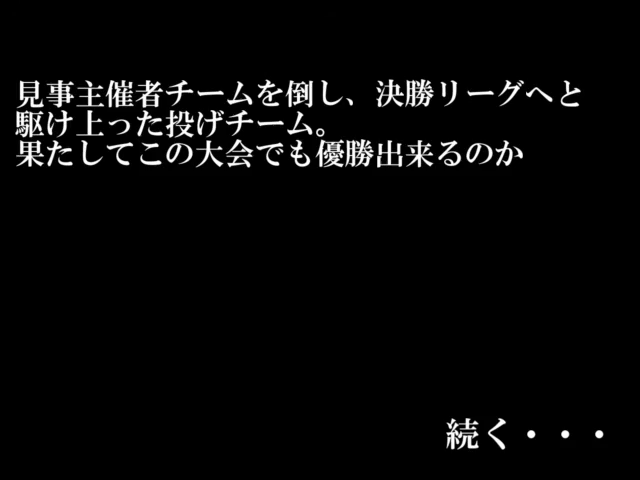 見事主催者チームを倒し、決勝リーグへと
駆け上った投げチーム。
果たしてこの大会でも優勝出来るのか
続く・・・